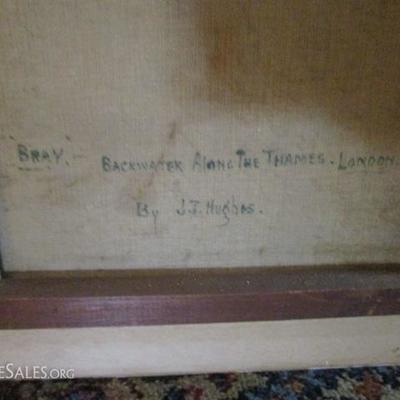 BRAY. - BACKWATER ALONG THE THAMES. LONDON.
By J.J. Hughes.
ESALES.ORG